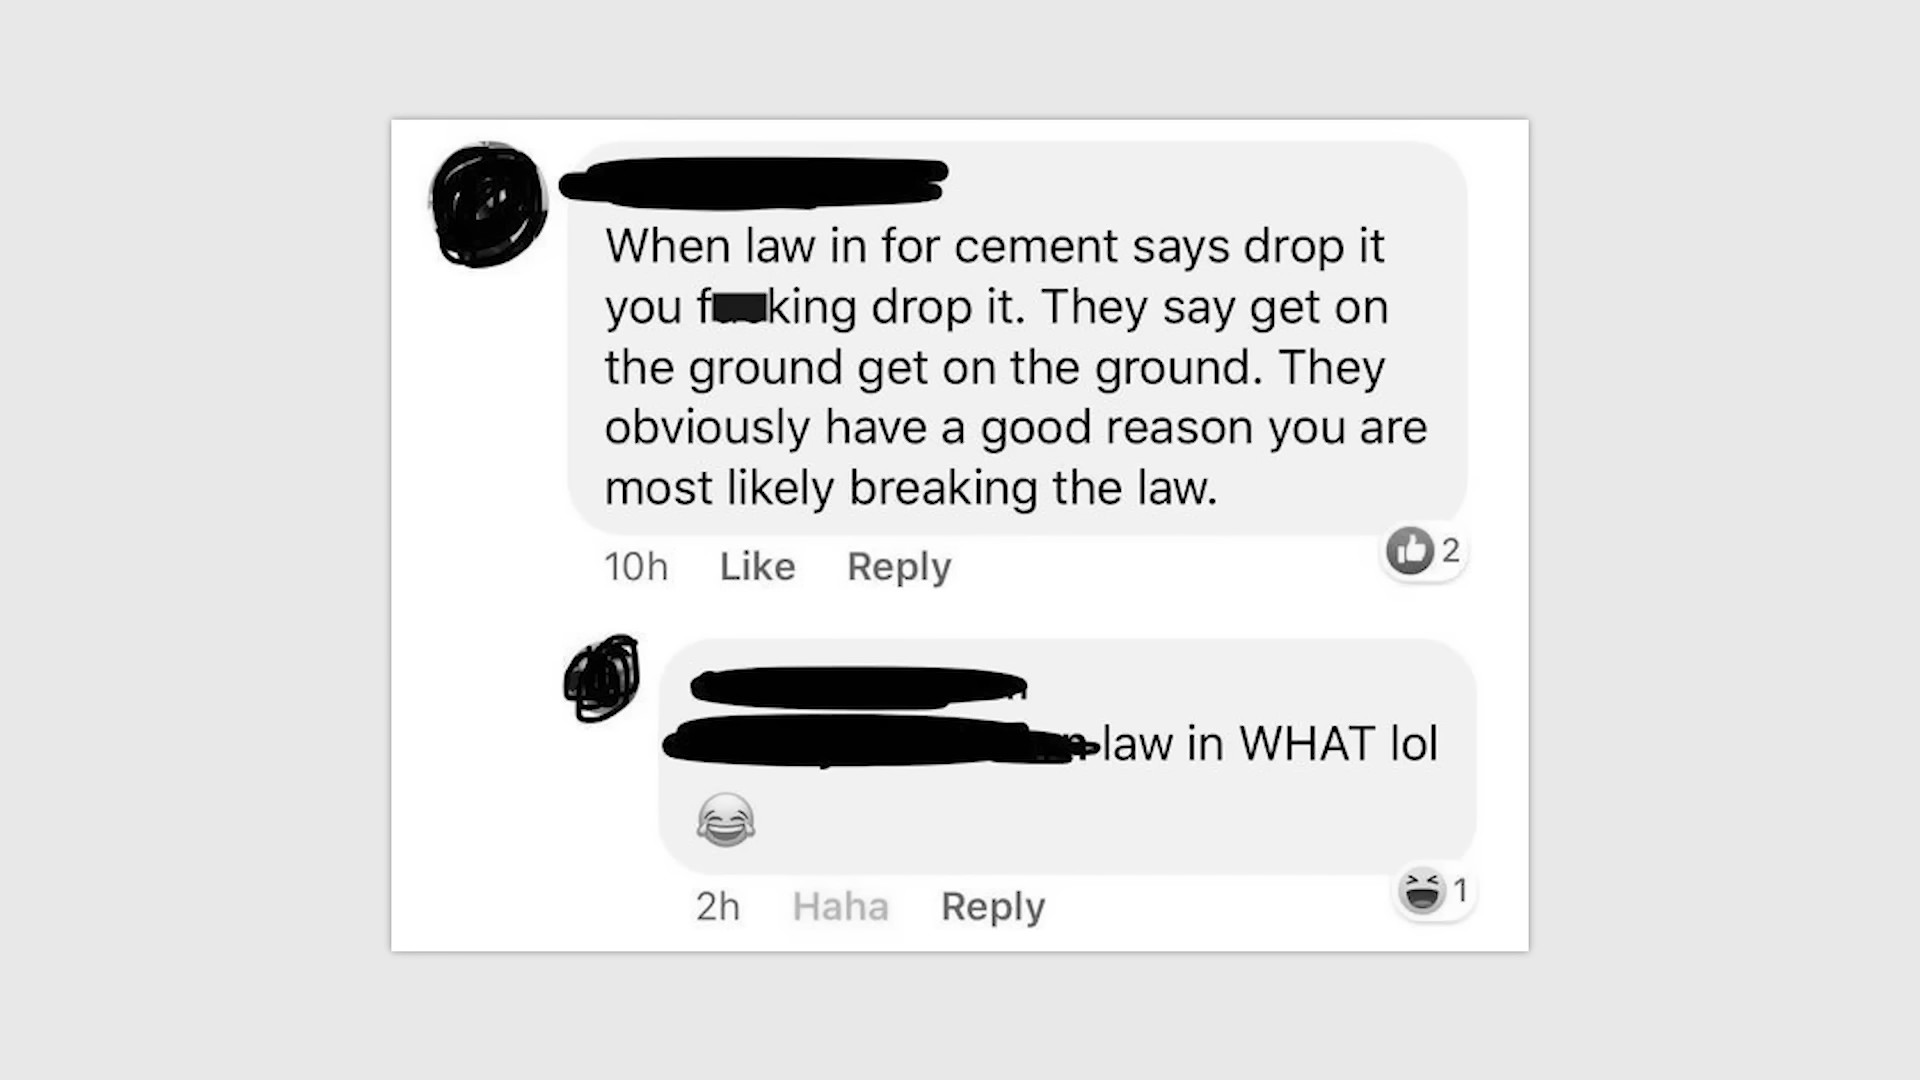 When law in for cement says drop it
you f king drop it. They say get on
the ground get on the ground. They
obviously have a good reason you are
most likely breaking the law.
10h Like Reply 2
law in WHAT lol
😂
2h Haha Reply 1